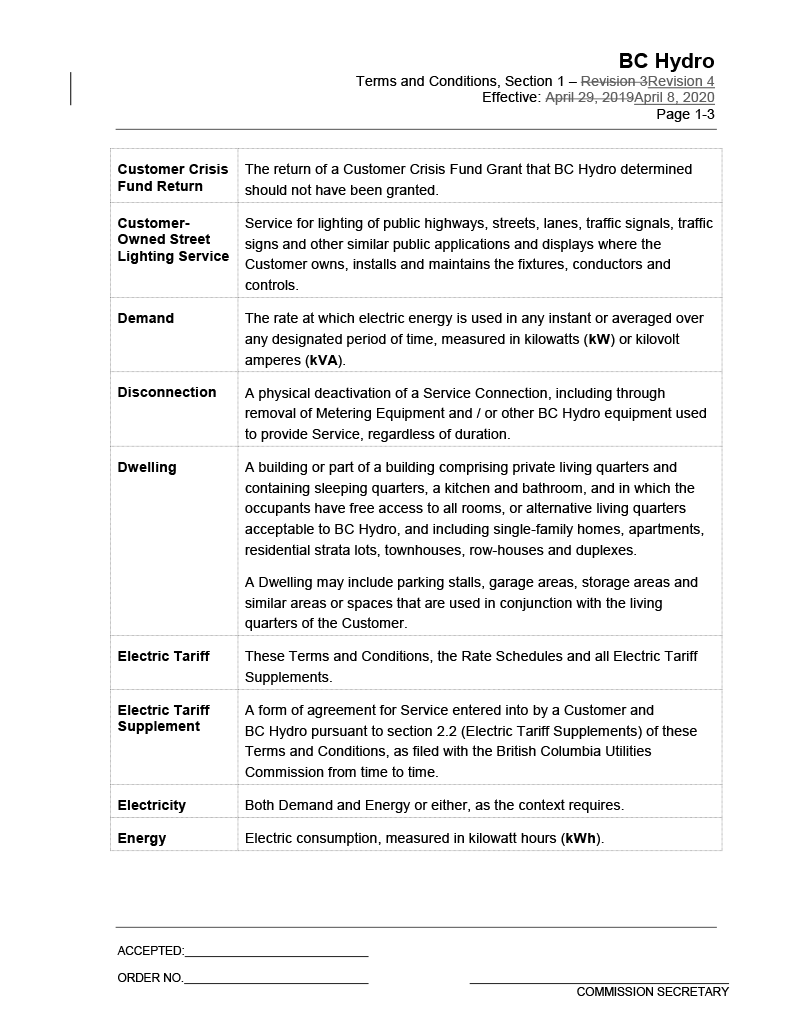 BC Hydro
Terms and Conditions, Section 1 – Revision 3Revision 4
Effective: April 29, 2019April 8, 2020
Page 1-3
Customer Crisis
Fund Return
The return of a Customer Crisis Fund Grant that BC Hydro determined
should not have been granted.
Customer-
Owned Street
Lighting Service
Service for lighting of public highways, streets, lanes, traffic signals, traffic
signs and other similar public applications and displays where the
Customer owns, installs and maintains the fixtures, conductors and
controls.
Demand
The rate at which electric energy is used in any instant or averaged over
any designated period of time, measured in kilowatts (kW) or kilovolt
amperes (kVA).
Disconnection
A physical deactivation of a Service Connection, including through
removal of Metering Equipment and / or other BC Hydro equipment used
to provide Service, regardless of duration.
Dwelling
A building or part of a building comprising private living quarters and
containing sleeping quarters, a kitchen and bathroom, and in which the
occupants have free access to all rooms, or alternative living quarters
acceptable to BC Hydro, and including single-family homes, apartments,
residential strata lots, townhouses, row-houses and duplexes.
A Dwelling may include parking stalls, garage areas, storage areas and
similar areas or spaces that are used in conjunction with the living
quarters of the Customer.
Electric Tariff
These Terms and Conditions, the Rate Schedules and all Electric Tariff
Supplements.
Electric Tariff
Supplement
A form of agreement for Service entered into by a Customer and
BC Hydro pursuant to section 2.2 (Electric Tariff Supplements) of these
Terms and Conditions, as filed with the British Columbia Utilities
Commission from time to time.
Electricity
Both Demand and Energy or either, as the context requires.
Energy
Electric consumption, measured in kilowatt hours (kWh).
ACCEPTED:
ORDER NO.
COMMISSION SECRETARY